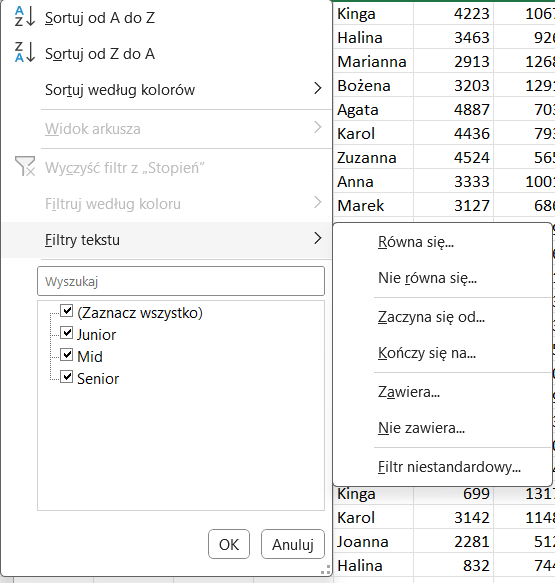 Sortuj od A do Z
Sortuj od Z do A
Sortuj według kolorów
Widok arkusza
Wyczyść filtr z „Stopień”
Filtruj według koloru
Filtry tekstu
Wyszukaj
(Zaznacz wszystko)
Junior
Mid
Senior
OK Anuluj
Równa się...
Nie równa się...
Zaczyna się od...
Kończy się na...
Zawiera...
Nie zawiera...
Filtr niestandardowy...
Kinga 4223 1067
Halina 3463 926
Marianna 2913 1268
Bożena 3203 1291
Agata 4887 703
Karol 4436 793
Zuzanna 4524 565
Anna 3333 1001
Marek 3127 686
Kinga 699 1317
Karol 3142 1148
Joanna 2281 512
Halina 832 744